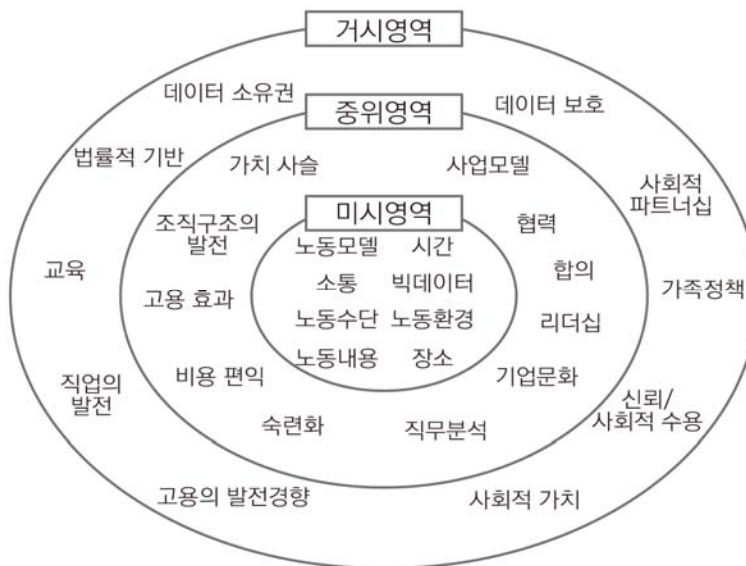 거시영역
데이터 소유권
데이터 보호
중위영역
법률적 기반
가치 사슬
사업모델
사회적
파트너십
미시영역
조직구조의
발전
협력
노동모델 시간
교육
소통 빅데이터
합의
가족정책
고용 효과
노동수단 노동환경
리더십
노동내용 장소
비용 편익
기업문화
직업의
발전
신뢰/
사회적 수용
숙련화
직무분석
고용의 발전경향
사회적 가치